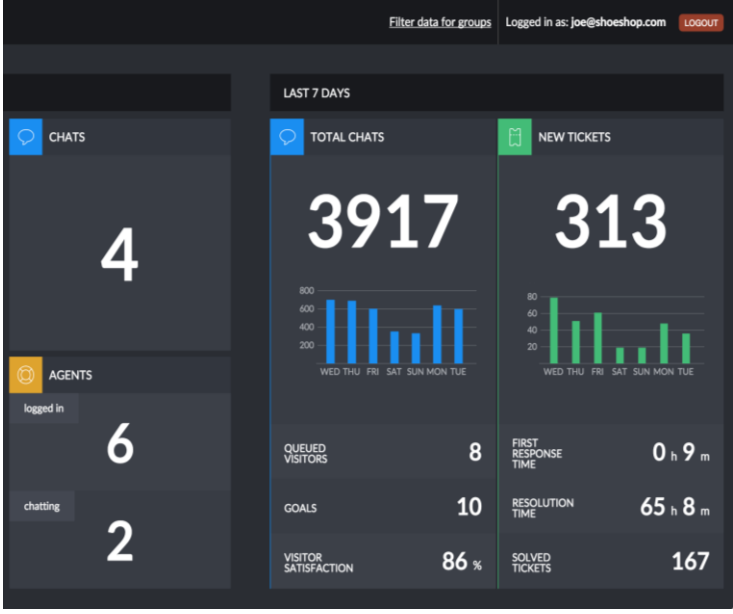 Filter data for groups
Logged in as: joe@shoeshop.com
LOGOUT
CHATS
4
AGENTS
logged in
6
chatting
2
LAST 7 DAYS
TOTAL CHATS
3917
800
600
400
200
WED THU FRI SAT SUN MON TUE
QUEUED
VISITORS
8
GOALS
10
VISITOR
SATISFACTION
86 %
NEW TICKETS
313
80
60
40
20
WED THU FRI SAT SUN MON TUE
FIRST
RESPONSE
TIME
0 h 9 m
RESOLUTION
TIME
65 h 8 m
SOLVED
TICKETS
167